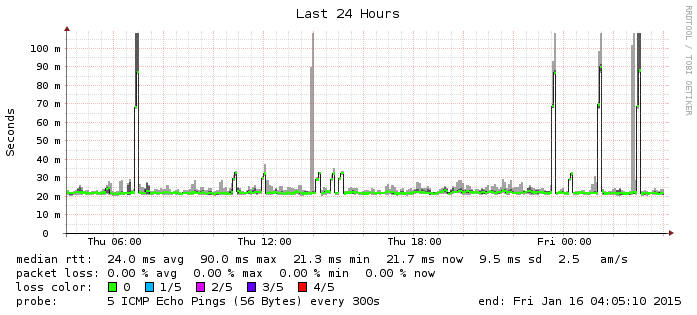 Last 24 Hours
RRDTOOL / TOBI OETIKER
Seconds
100 m
90 m
80 m
70 m
60 m
50 m
40 m
30 m
20 m
10 m
0
Thu 06:00 Thu 12:00 Thu 18:00 Fri 00:00
median rtt: 24.0 ms avg 90.0 ms max 21.3 ms min 21.7 ms now 9.5 ms sd 2.5 am/s
packet loss: 0.00 % avg 0.00 % max 0.00 % min 0.00 % now
loss color: 0 1/5 2/5 3/5 4/5
probe: 5 ICMP Echo Pings (56 Bytes) every 300s end: Fri Jan 16 04:05:10 2015